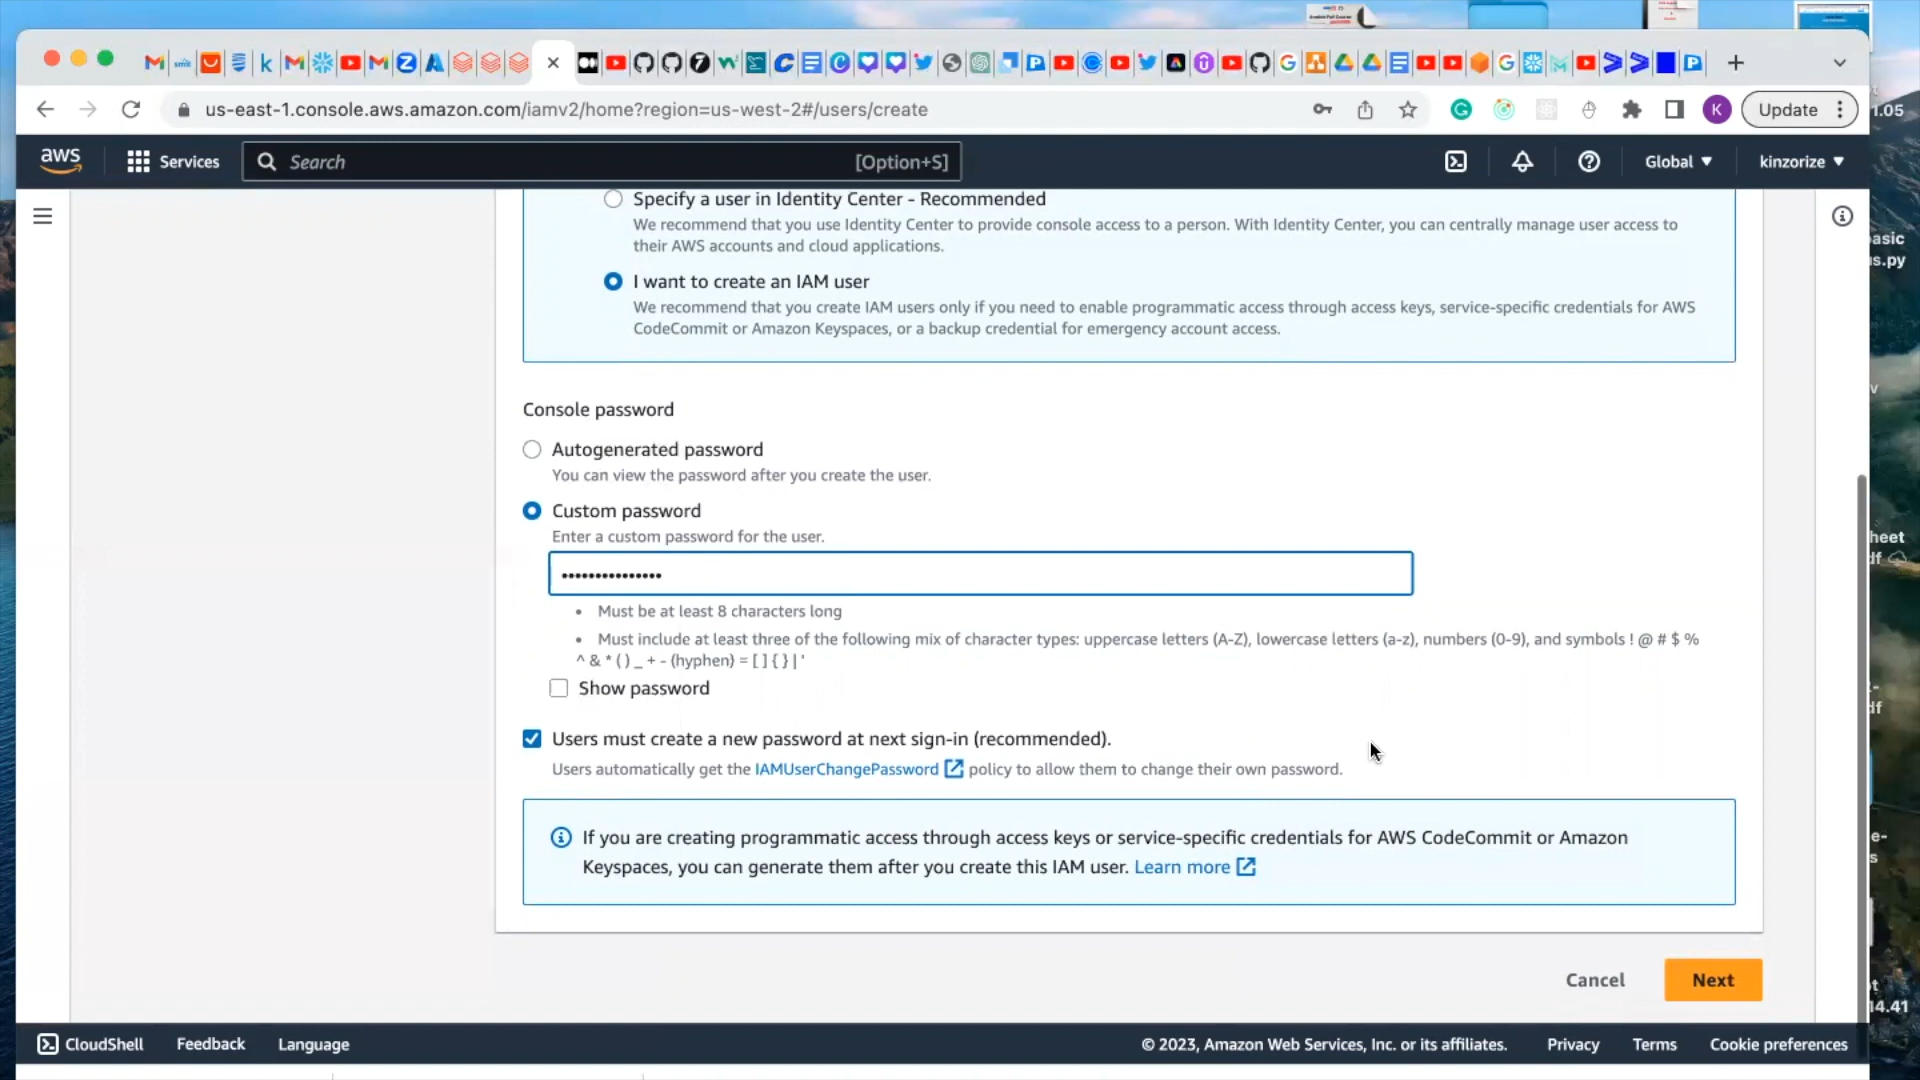 us-east-1.console.aws.amazon.com/iamv2/home?region=us-west-2#/users/create
K
Update
1.05
aws
Services
Search
[Option+S]
Global
kinzorize
Specify a user in Identity Center - Recommended
We recommend that you use Identity Center to provide console access to a person. With Identity Center, you can centrally manage user access to
their AWS accounts and cloud applications.
I want to create an IAM user
We recommend that you create IAM users only if you need to enable programmatic access through access keys, service-specific credentials for AWS
CodeCommit or Amazon Keyspaces, or a backup credential for emergency account access.
Console password
Autogenerated password
You can view the password after you create the user.
Custom password
Enter a custom password for the user.
•••••••••••••••
• Must be at least 8 characters long
• Must include at least three of the following mix of character types: uppercase letters (A-Z), lowercase letters (a-z), numbers (0-9), and symbols ! @ # $ %
^ & * ( ) _ + - (hyphen) = [ ] { } | '
Show password
Users must create a new password at next sign-in (recommended).
Users automatically get the IAMUserChangePassword policy to allow them to change their own password.
If you are creating programmatic access through access keys or service-specific credentials for AWS CodeCommit or Amazon
Keyspaces, you can generate them after you create this IAM user. Learn more
Cancel
Next
14.41
CloudShell
Feedback
Language
© 2023, Amazon Web Services, Inc. or its affiliates.
Privacy
Terms
Cookie preferences